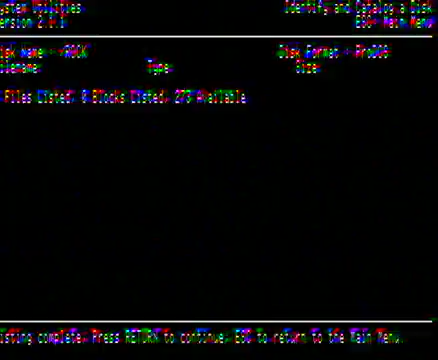 ystem Utilities Identify and Catalog a Disk
ersion 2.1.1 ESC: Main Menu
isk Name: /ROCK Disk Format: ProDOS
ilename Type Size
Files Listed, 0 Blocks Listed, 273 Available
isting complete. Press RETURN to continue. ESC to return to the Main Menu.